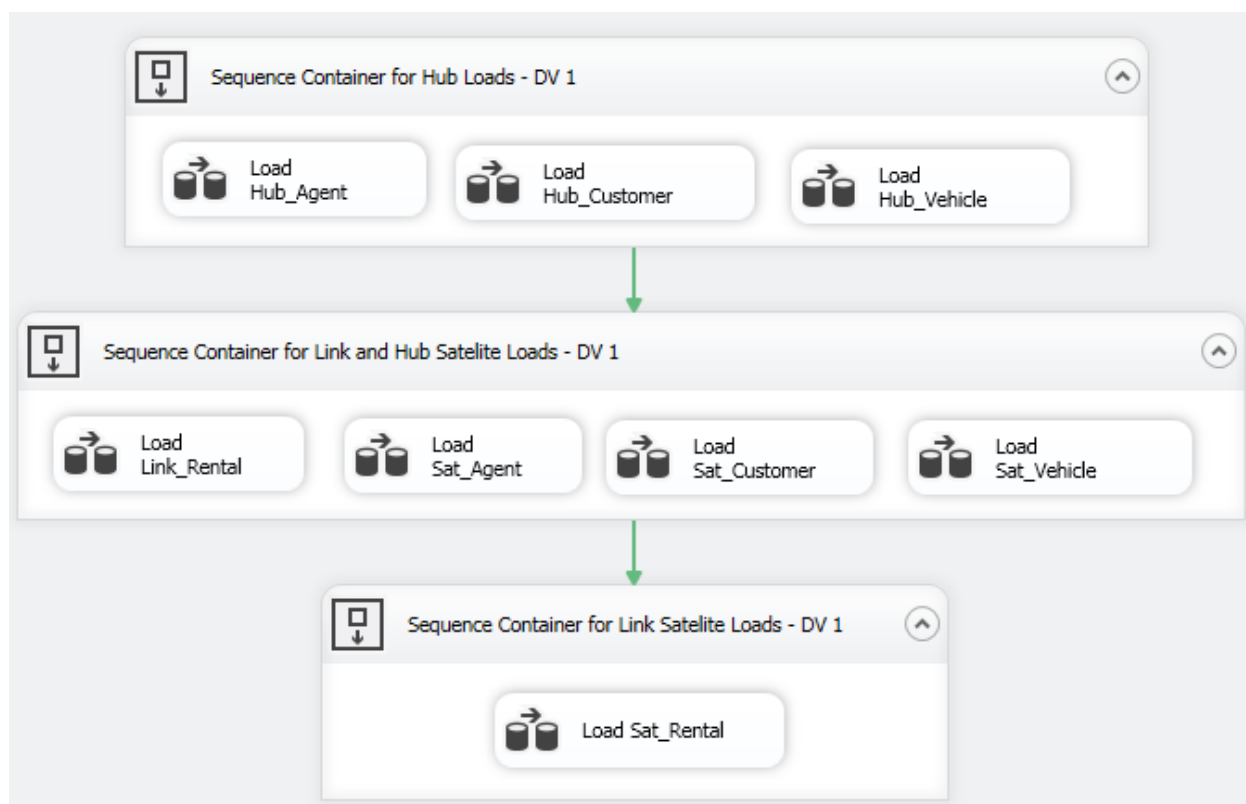 Sequence Container for Hub Loads - DV 1
Load
Hub_Agent
Load
Hub_Customer
Load
Hub_Vehicle
Sequence Container for Link and Hub Satelite Loads - DV 1
Load
Link_Rental
Load
Sat_Agent
Load
Sat_Customer
Load
Sat_Vehicle
Sequence Container for Link Satelite Loads - DV 1
Load Sat_Rental